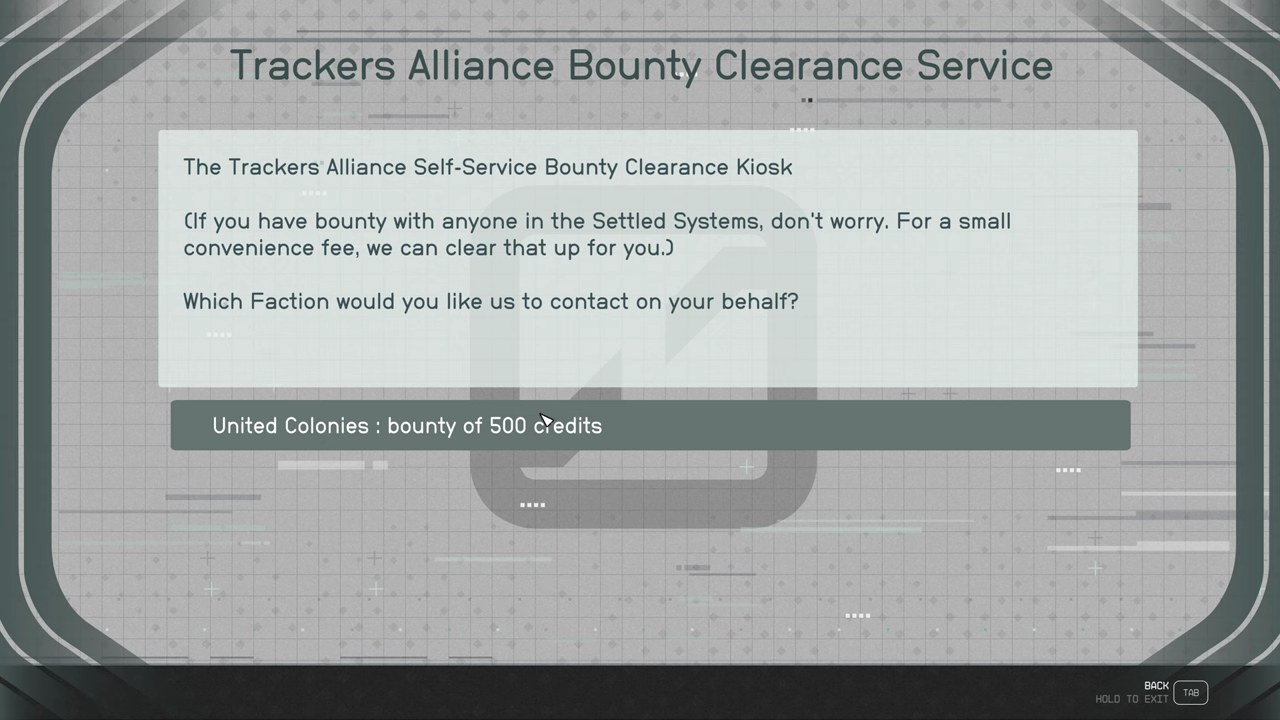 Trackers Alliance Bounty Clearance Service
The Trackers Alliance Self-Service Bounty Clearance Kiosk
(If you have bounty with anyone in the Settled Systems, don't worry. For a small
convenience fee, we can clear that up for you.)
Which Faction would you like us to contact on your behalf?
United Colonies : bounty of 500 credits
BACK
HOLD TO EXIT
TAB